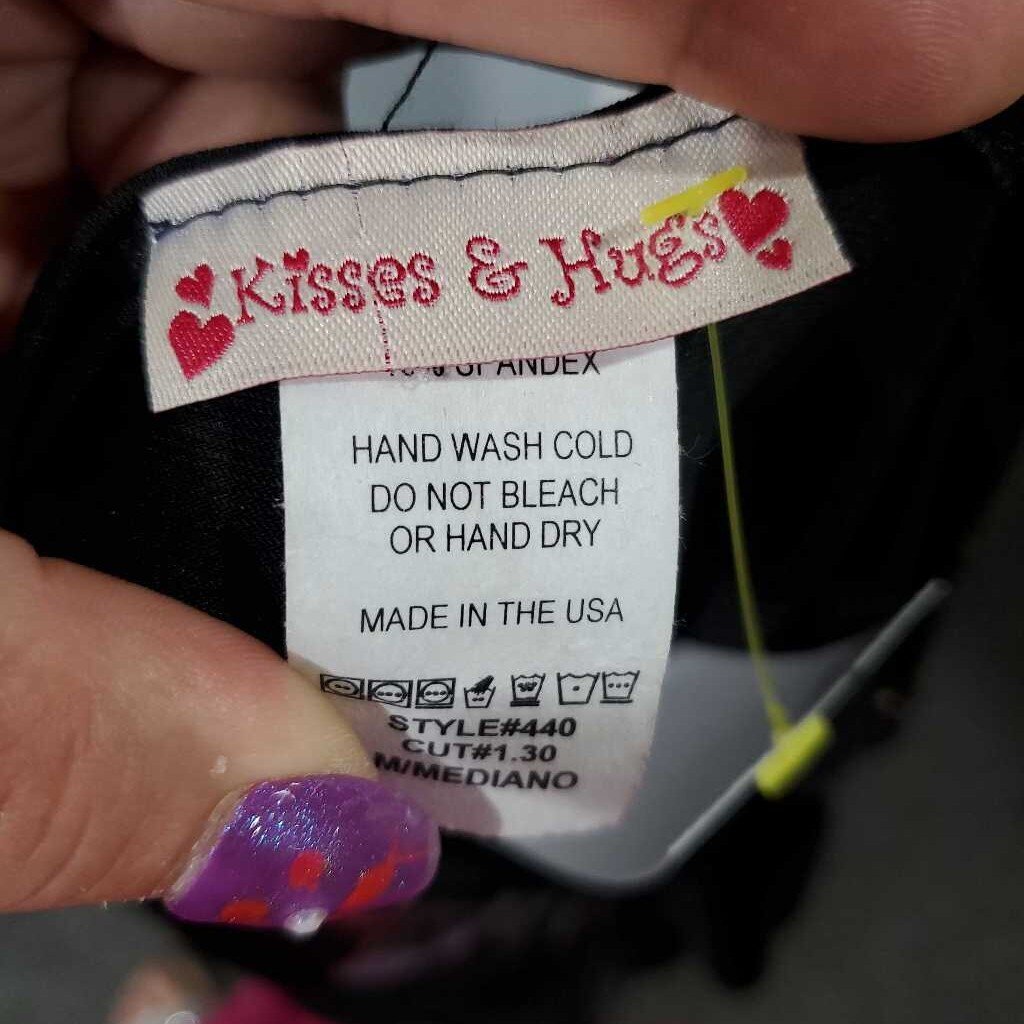 Kisses & Hugs
SPANDEX
HAND WASH COLD
DO NOT BLEACH
OR HAND DRY
MADE IN THE USA
STYLE#440
CUT#1.30
M/MEDIANO